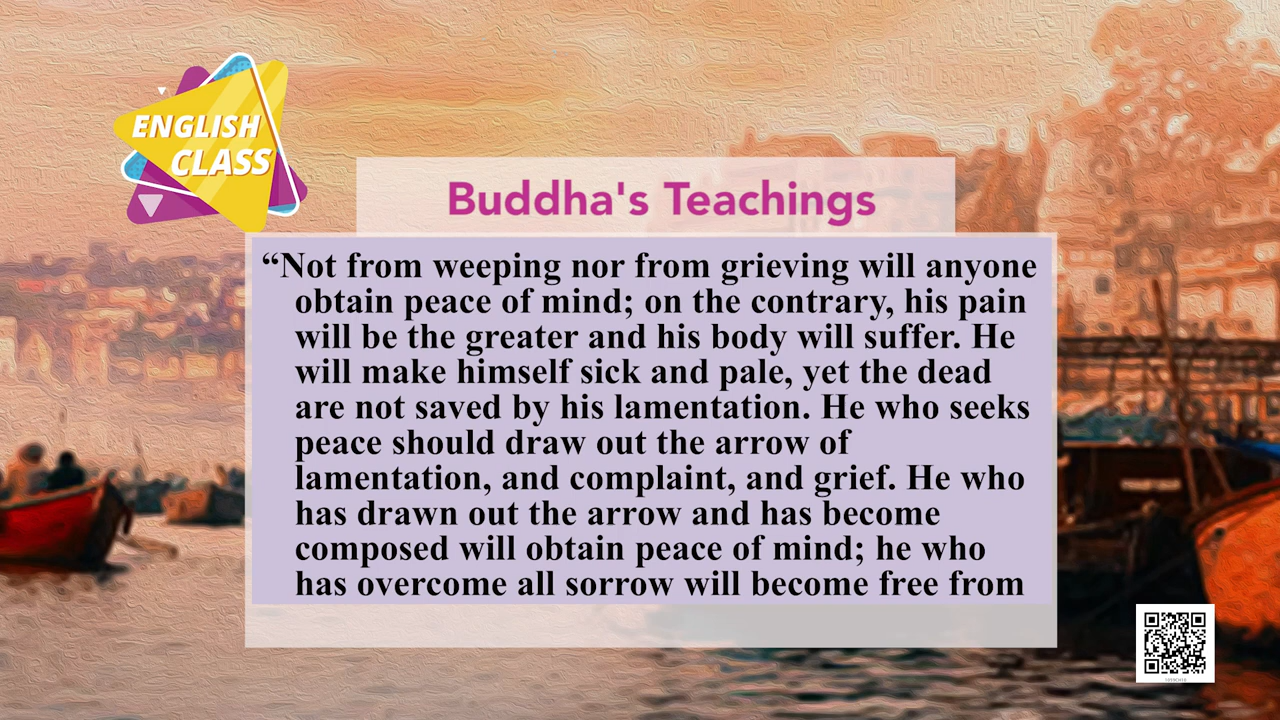 ENGLISH
CLASS
Buddha's Teachings
“Not from weeping nor from grieving will anyone
obtain peace of mind; on the contrary, his pain
will be the greater and his body will suffer. He
will make himself sick and pale, yet the dead
are not saved by his lamentation. He who seeks
peace should draw out the arrow of
lamentation, and complaint, and grief. He who
has drawn out the arrow and has become
composed will obtain peace of mind; he who
has overcome all sorrow will become free from